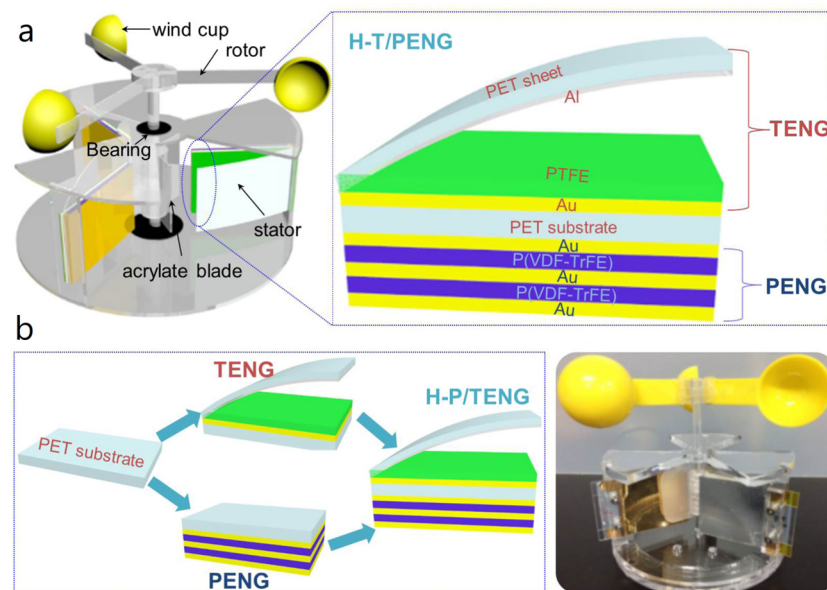 a
wind cup
rotor
Bearing
stator
acrylate blade
H-T/PENG
PET sheet
Al
TENG
PTFE
Au
PET substrate
Au
P(VDF-TrFE)
Au
P(VDF-TrFE)
Au
PENG
b
TENG
H-P/TENG
PET substrate
PENG